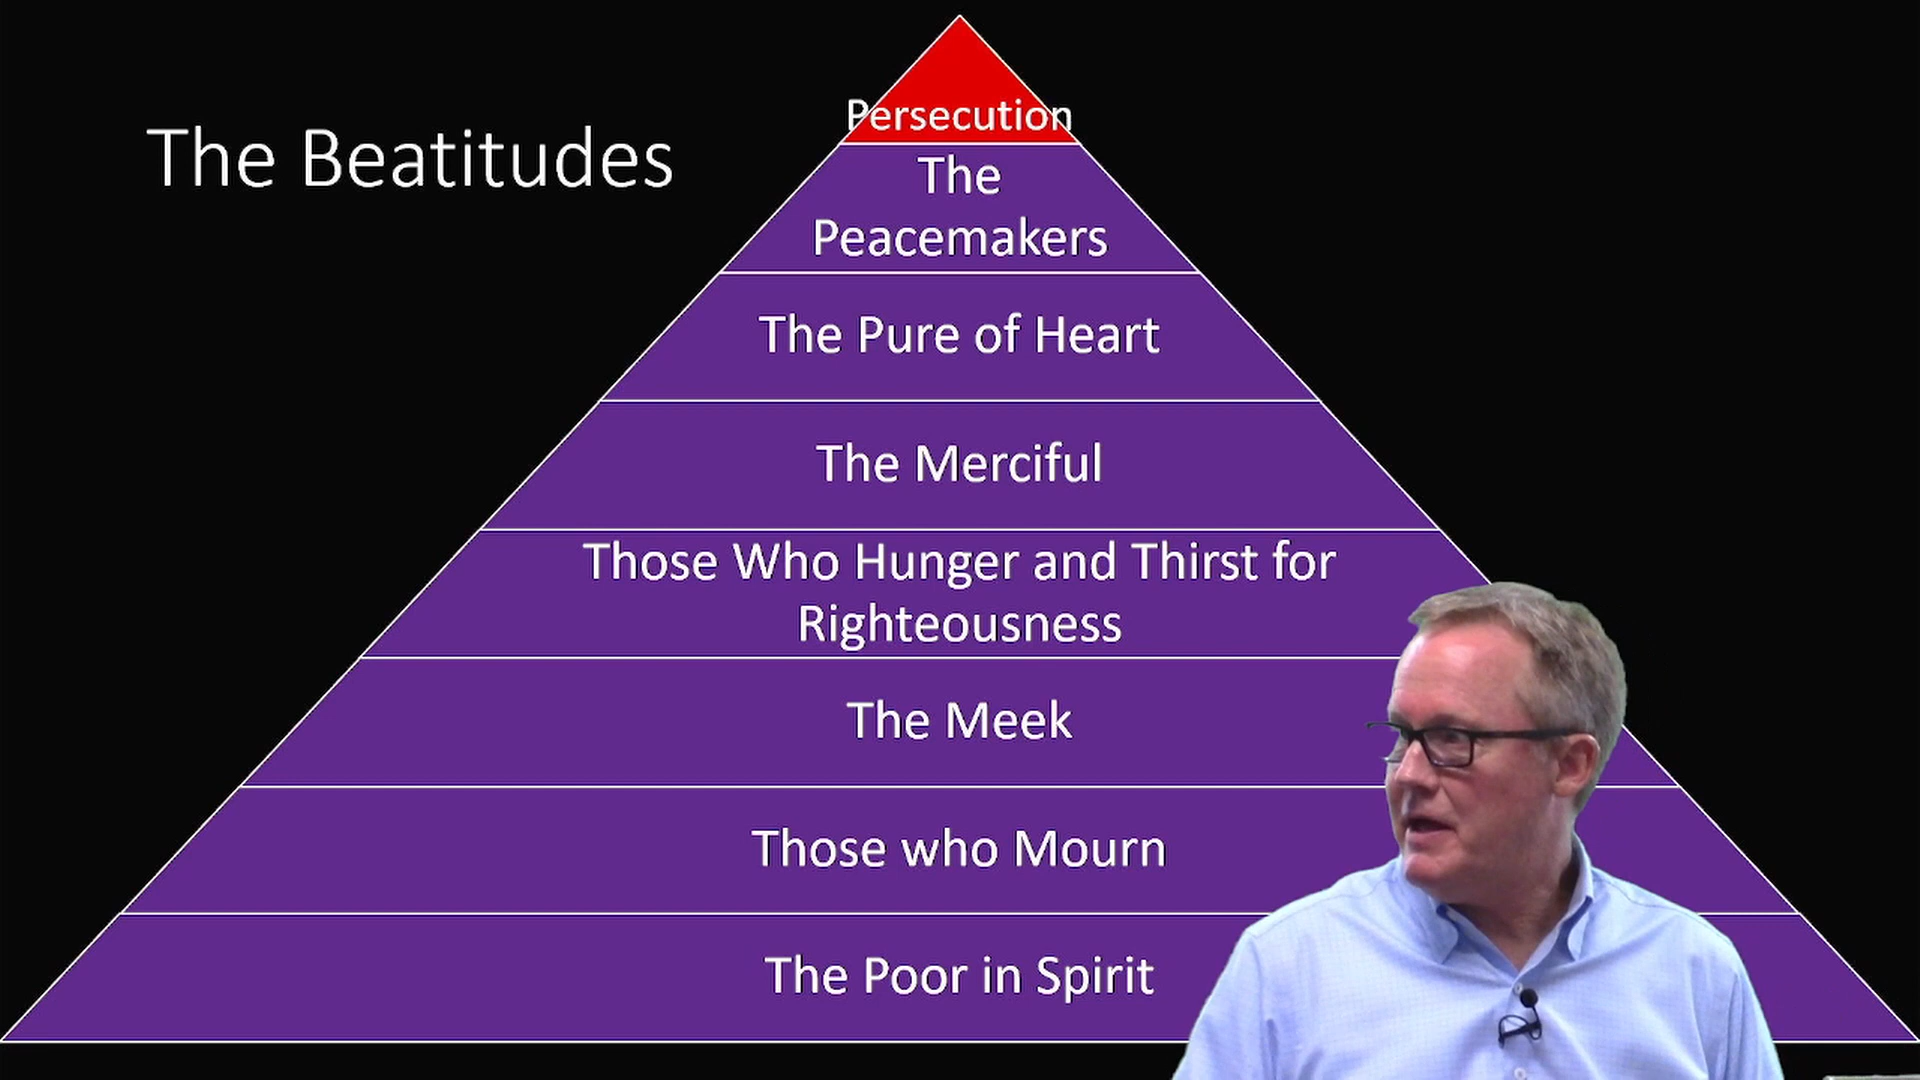 The Beatitudes
Persecution
The
Peacemakers
The Pure of Heart
The Merciful
Those Who Hunger and Thirst for
Righteousness
The Meek
Those who Mourn
The Poor in Spirit